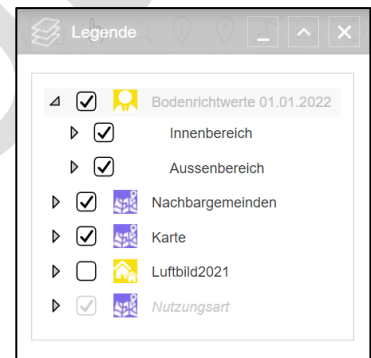 Legende
Bodenrichtwerte 01.01.2022
Innenbereich
Aussenbereich
Nachbargemeinden
Karte
Luftbild2021
Nutzungsart